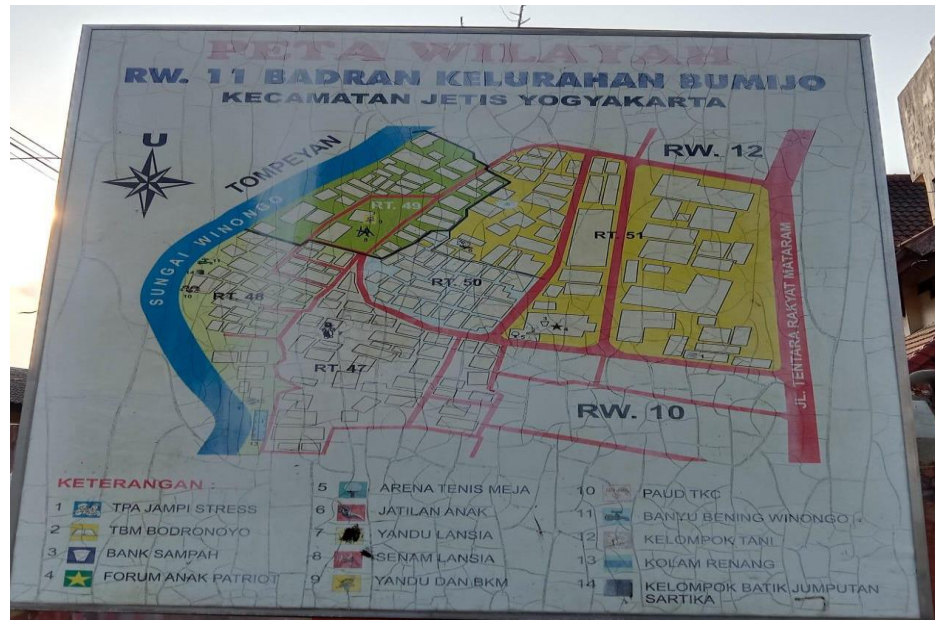 PETA WILAYAH
RW. 11 BADRAN KELURAHAN BUMIJO
KECAMATAN JETIS YOGYAKARTA
U
TOMPEYAN
SUNGAI WINONGO
RW. 12
RT. 49
RT. 51
RT. 50
RT. 48
RT. 47
RW. 10
JL. TENTARA RAKYAT MATARAM
KETERANGAN :
1 TPA JAMPI STRESS
2 TBM BODRONOYO
3 BANK SAMPAH
4 FORUM ANAK PATRIOT
5 ARENA TENIS MEJA
6 JATILAN ANAK
7 YANDU LANSIA
8 SENAM LANSIA
9 YANDU DAN BKM
10 PAUD TKC
11 BANYU BENING WINONGO
12 KELOMPOK TANI
13 KOLAM RENANG
14 KELOMPOK BATIK JUMPUTAN
SARTIKA